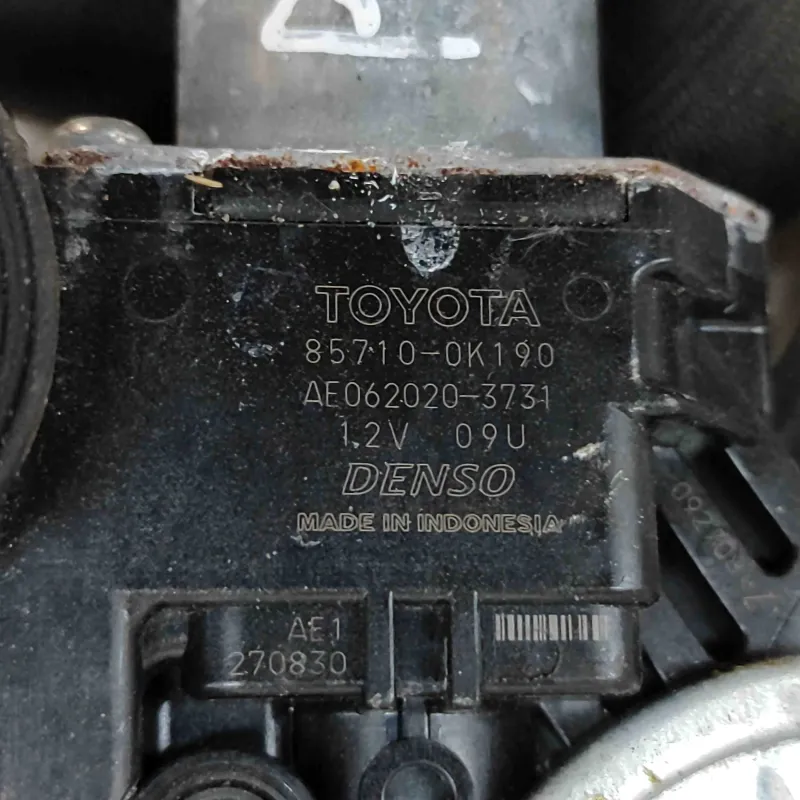 TOYOTA
85710-0K190
AE062020-3731
12V 09U
DENSO
MADE IN INDONESIA
AE1
270830